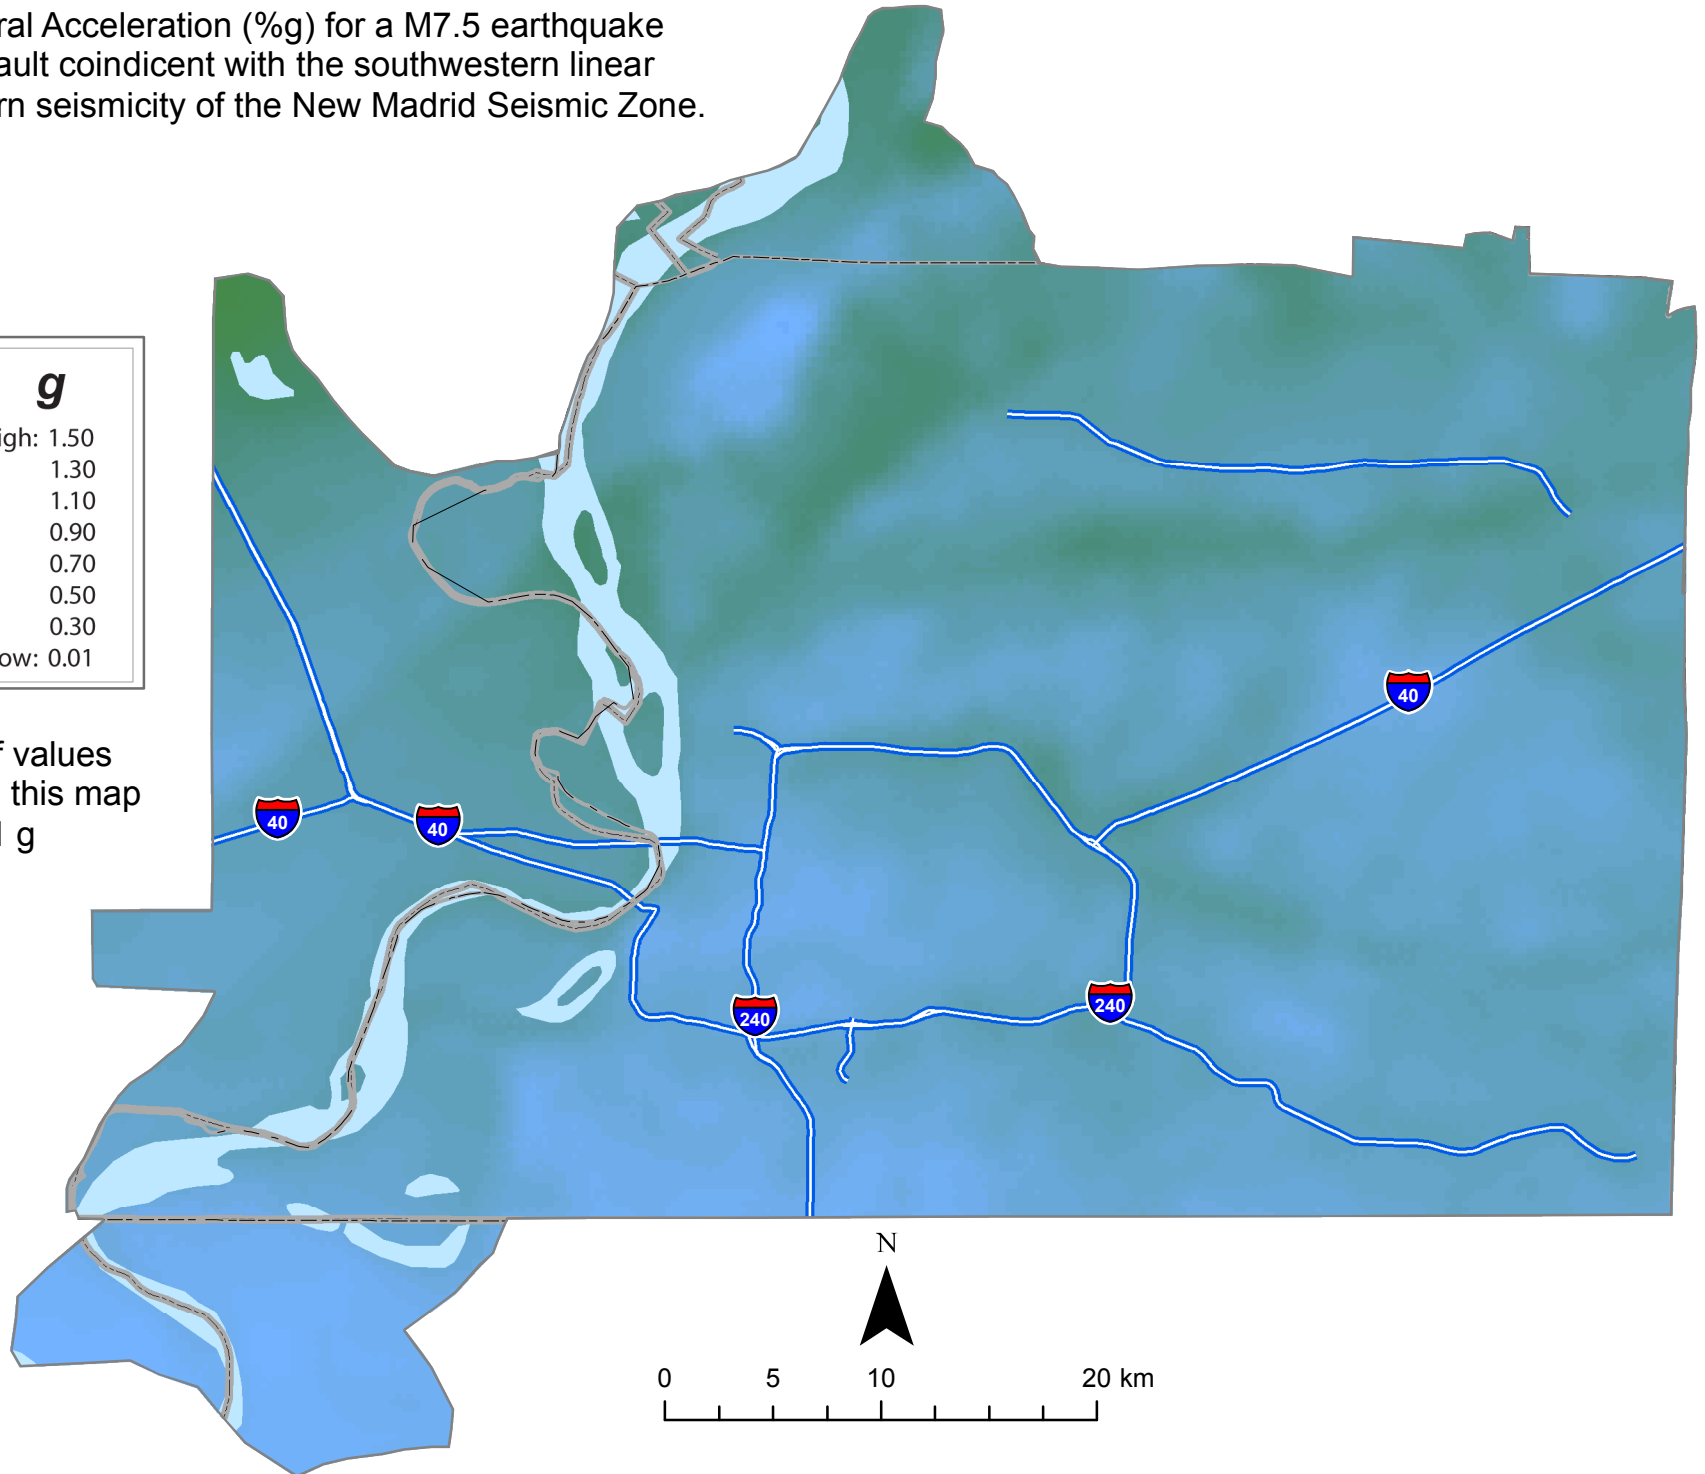 ral Acceleration (%g) for a M7.5 earthquake
ault coindicent with the southwestern linear
rn seismicity of the New Madrid Seismic Zone.
g
igh: 1.50
1.30
1.10
0.90
0.70
0.50
0.30
ow: 0.01
f values
this map
g
40
40
40
240
240
N
0 5 10 20 km